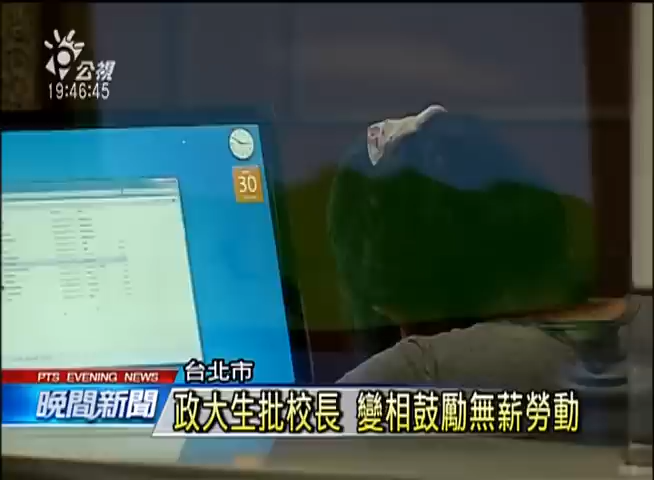 公視
19:46:45
30
PTS EVENING NEWS
台北市
晚間新聞
政大生批校長 變相鼓勵無薪勞動